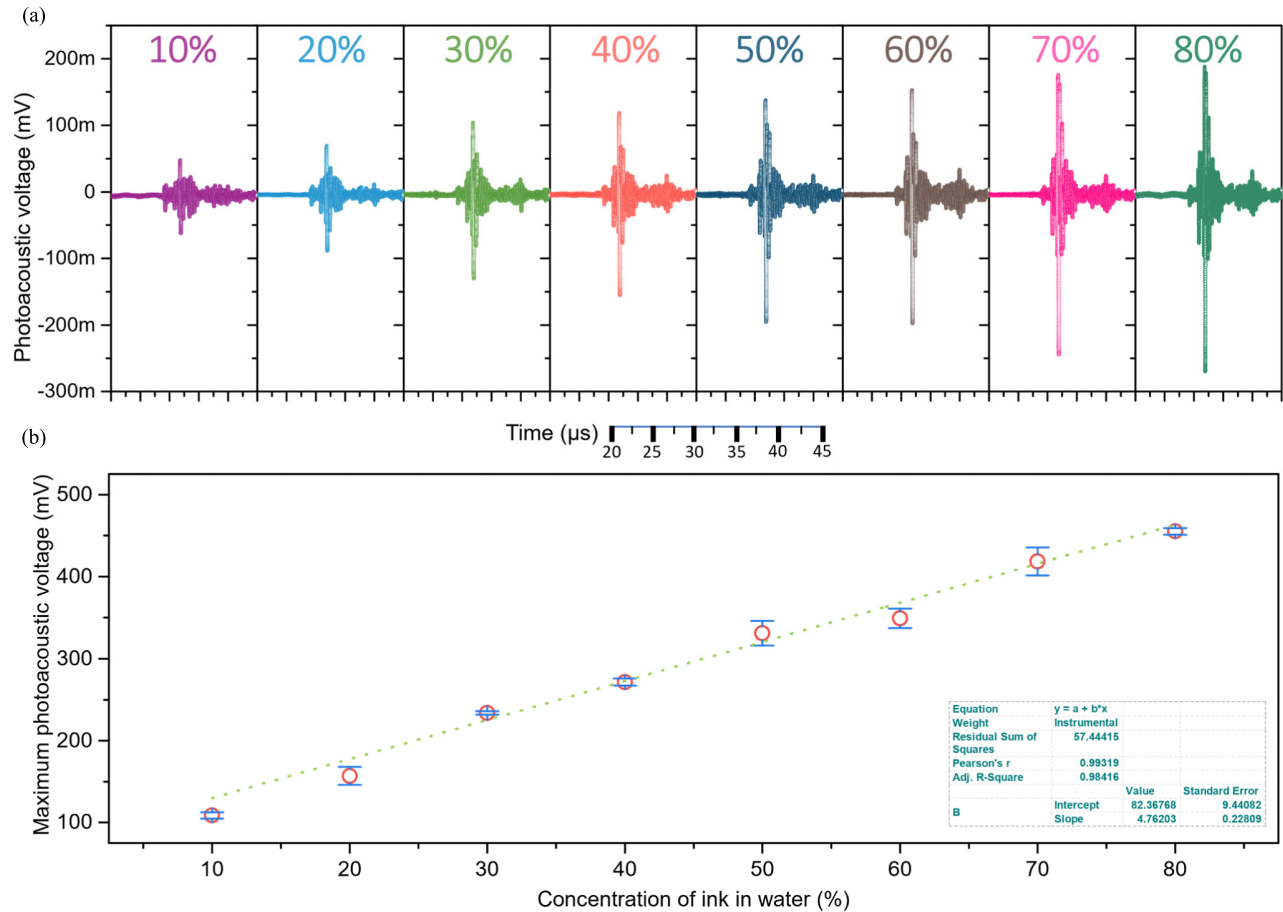 (a)
10% 20% 30% 40% 50% 60% 70% 80%
Photoacoustic voltage (mV)
200m
100m
0
-100m
-200m
-300m
Time (μs)
20 25 30 35 40 45
(b)
Maximum photoacoustic voltage (mV)
500
400
300
200
100
Equation y = a + b*x
Weight Instrumental
Residual Sum of 57.44415
Squares
Pearson's r 0.99319
Adj. R-Square 0.98416
Value Standard Error
B Intercept 82.36768 9.44082
Slope 4.76203 0.22809
10 20 30 40 50 60 70 80
Concentration of ink in water (%)